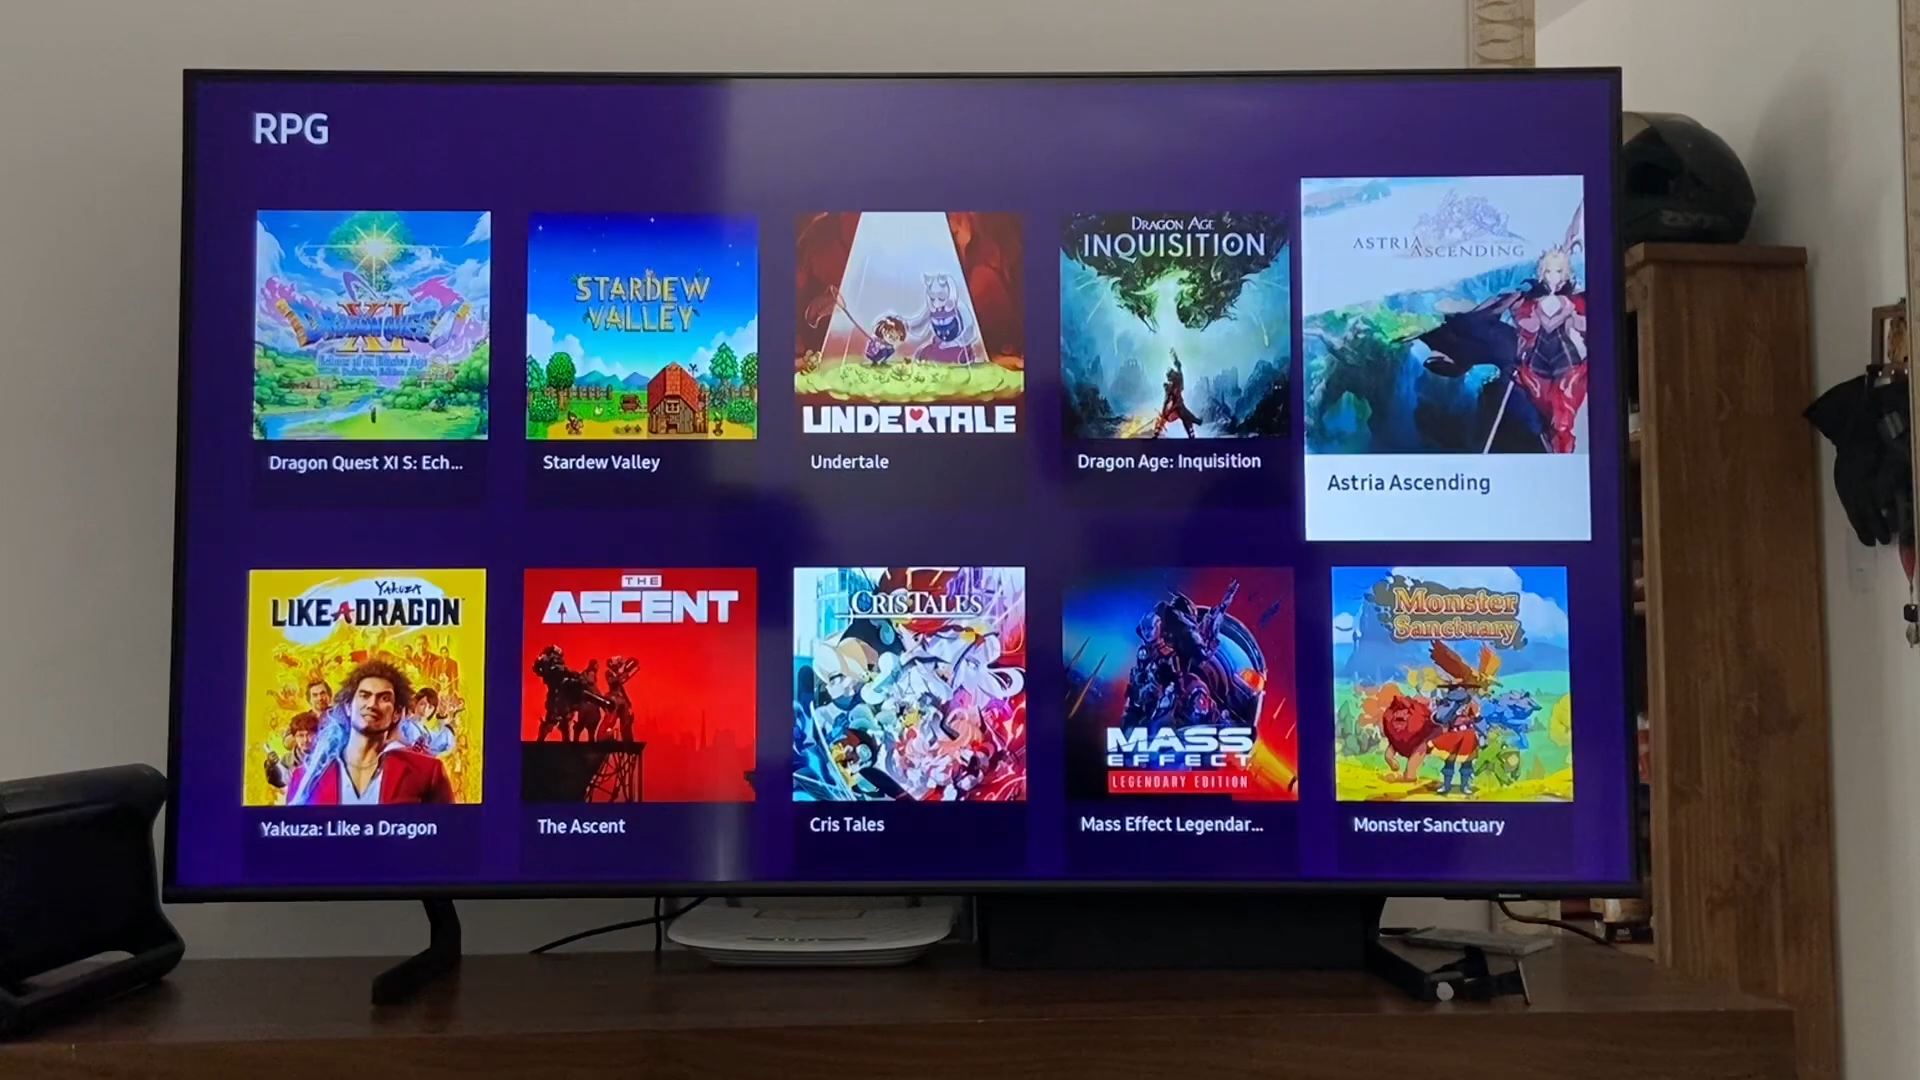 RPG
DRAGON QUEST
XI
STARDEW
VALLEY
UNDERTALE
DRAGON AGE
INQUISITION
ASTRIA
ASCENDING
Dragon Quest XI S: Ech...
Stardew Valley
Undertale
Dragon Age: Inquisition
Astria Ascending
YAKUZA
LIKE A DRAGON
THE
ASCENT
CRIS TALES
MASS
EFFECT
LEGENDARY EDITION
Monster
Sanctuary
Yakuza: Like a Dragon
The Ascent
Cris Tales
Mass Effect Legendar...
Monster Sanctuary